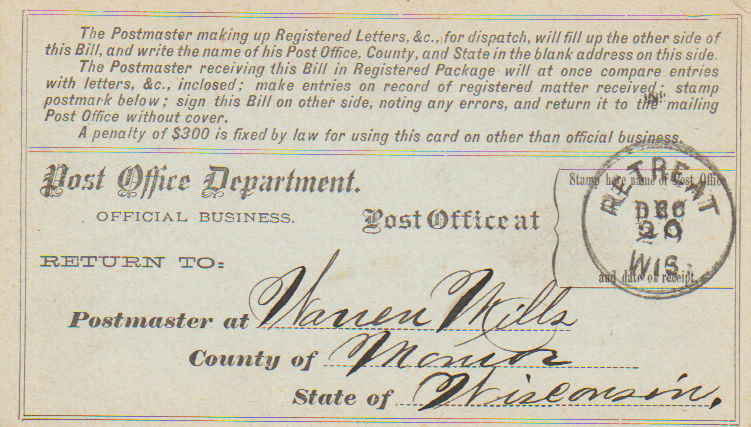 The Postmaster making up Registered Letters, &c., for dispatch, will fill up the other side of
this Bill, and write the name of his Post Office, County, and State in the blank address on this side.
The Postmaster receiving this Bill in Registered Package will at once compare entries
with letters, &c., inclosed; make entries on record of registered matter received; stamp
postmark below; sign this Bill on other side, noting any errors, and return it to the mailing
Post Office without cover.
A penalty of $300 is fixed by law for using this card on other than official business.
Post Office Department.
OFFICIAL BUSINESS.
Post Office at
Stamp here name of Post Office
and date of receipt.
RETREAT
DEC
20
WIS.
RETURN TO:
Postmaster at Warren Mills
County of Monroe
State of Wisconsin.